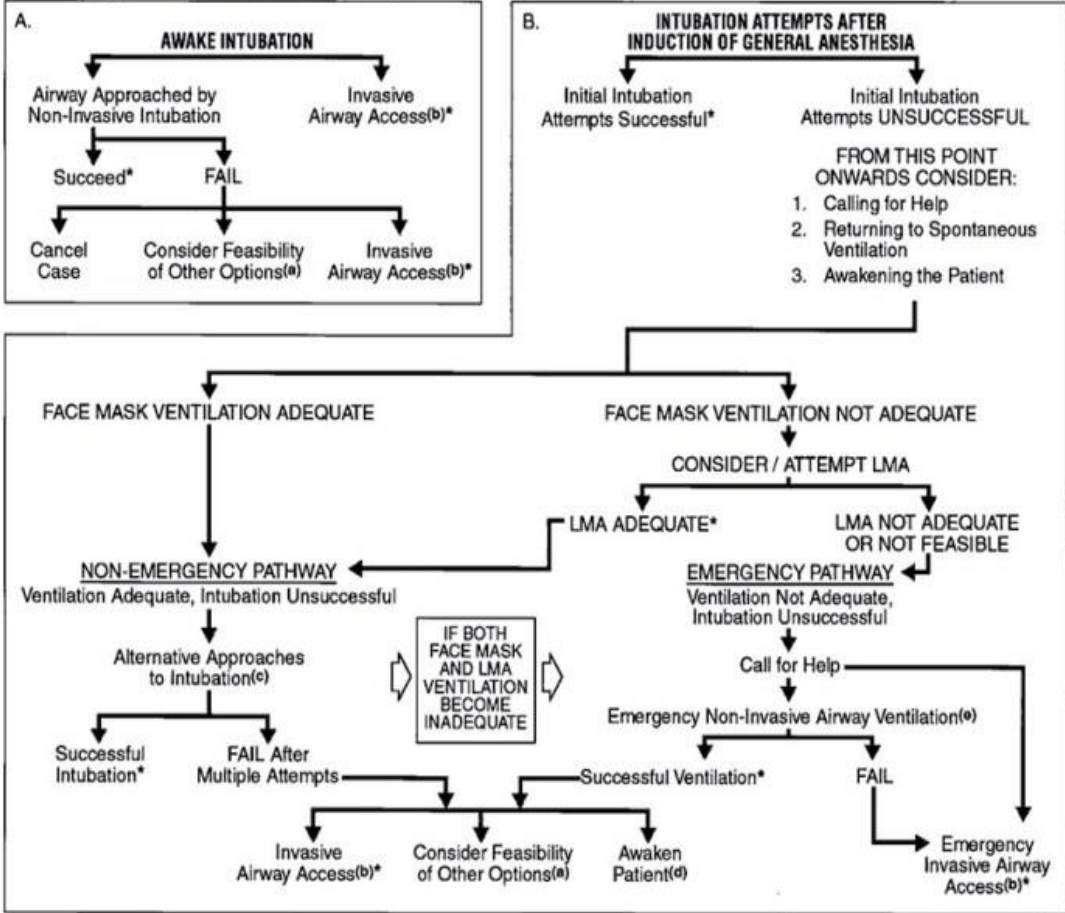 A.
AWAKE INTUBATION
Airway Approached by
Non-Invasive Intubation
Invasive
Airway Access(b)*
Succeed*
FAIL
Cancel
Case
Consider Feasibility
of Other Options(a)
Invasive
Airway Access(b)*
B.
INTUBATION ATTEMPTS AFTER
INDUCTION OF GENERAL ANESTHESIA
Initial Intubation
Attempts Successful*
Initial Intubation
Attempts UNSUCCESSFUL
FROM THIS POINT
ONWARDS CONSIDER:
1. Calling for Help
2. Returning to Spontaneous
Ventilation
3. Awakening the Patient
FACE MASK VENTILATION ADEQUATE
FACE MASK VENTILATION NOT ADEQUATE
CONSIDER / ATTEMPT LMA
LMA ADEQUATE*
LMA NOT ADEQUATE
OR NOT FEASIBLE
NON-EMERGENCY PATHWAY
Ventilation Adequate, Intubation Unsuccessful
EMERGENCY PATHWAY
Ventilation Not Adequate,
Intubation Unsuccessful
Alternative Approaches
to Intubation(c)
IF BOTH
FACE MASK
AND LMA
VENTILATION
BECOME
INADEQUATE
Call for Help
Emergency Non-Invasive Airway Ventilation(e)
Successful
Intubation*
FAIL After
Multiple Attempts
Successful Ventilation*
FAIL
Invasive
Airway Access(b)*
Consider Feasibility
of Other Options(a)
Awaken
Patient(d)
Emergency
Invasive Airway
Access(b)*